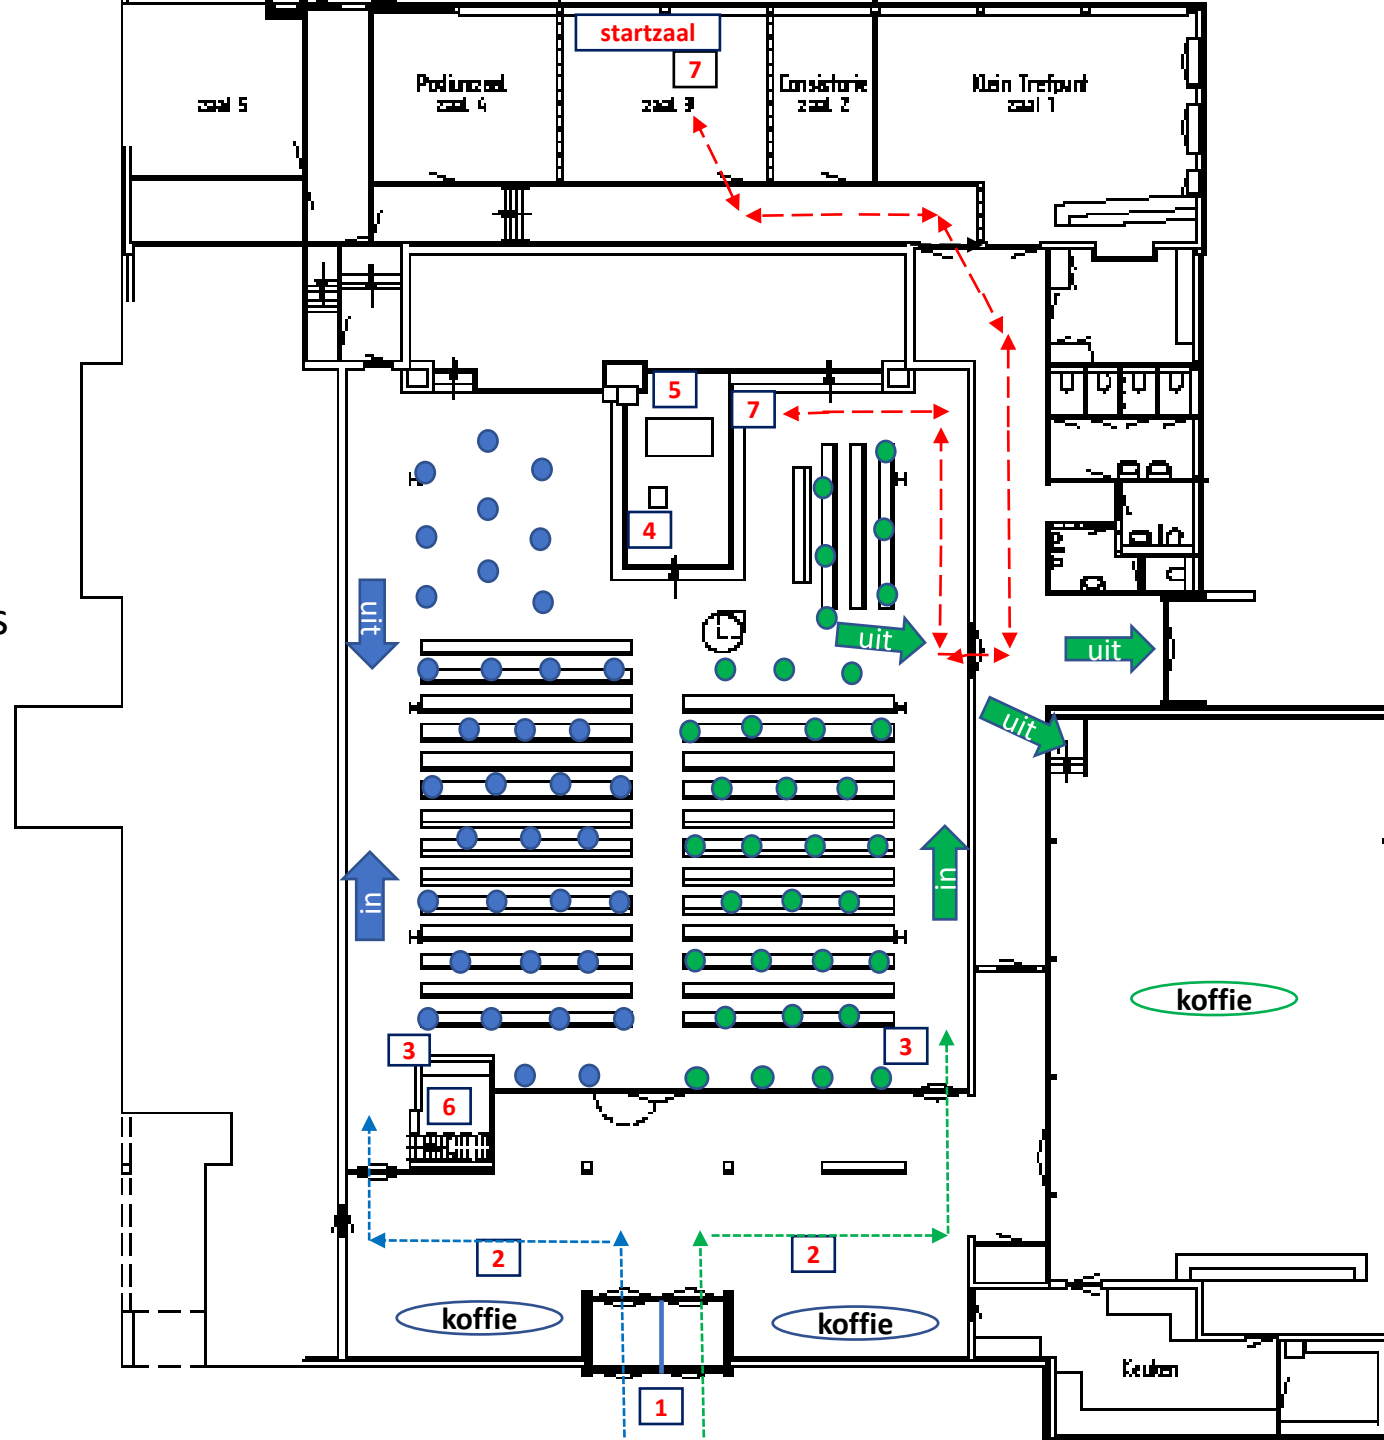 startzaal
7
zaal 5
Podiumzaal
zaal 4
zaal 3
Consistorie
zaal 2
Klein Trefpunt
zaal 1
5
7
4
uit
s
uit
uit
uit
in
in
koffie
3
3
6
2
2
koffie
koffie
Keuken
1